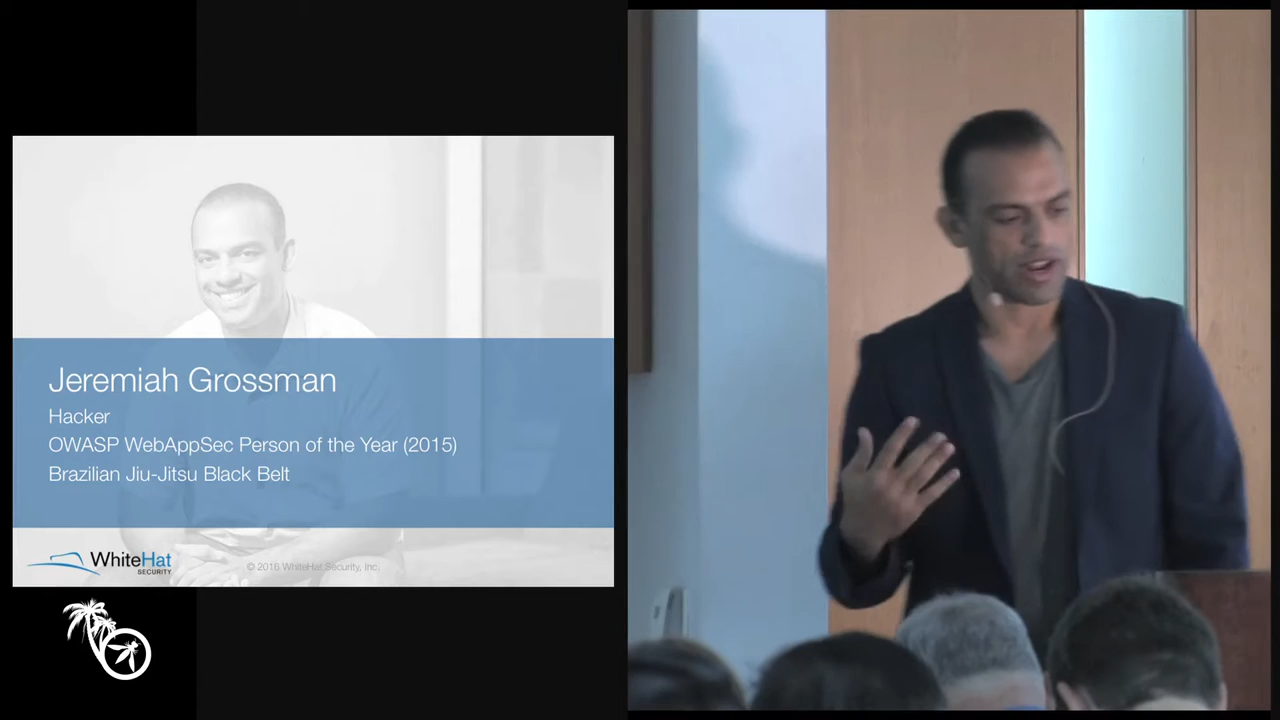 Jeremiah Grossman
Hacker
OWASP WebAppSec Person of the Year (2015)
Brazilian Jiu-Jitsu Black Belt
WhiteHat
SECURITY
© 2016 WhiteHat Security, Inc.